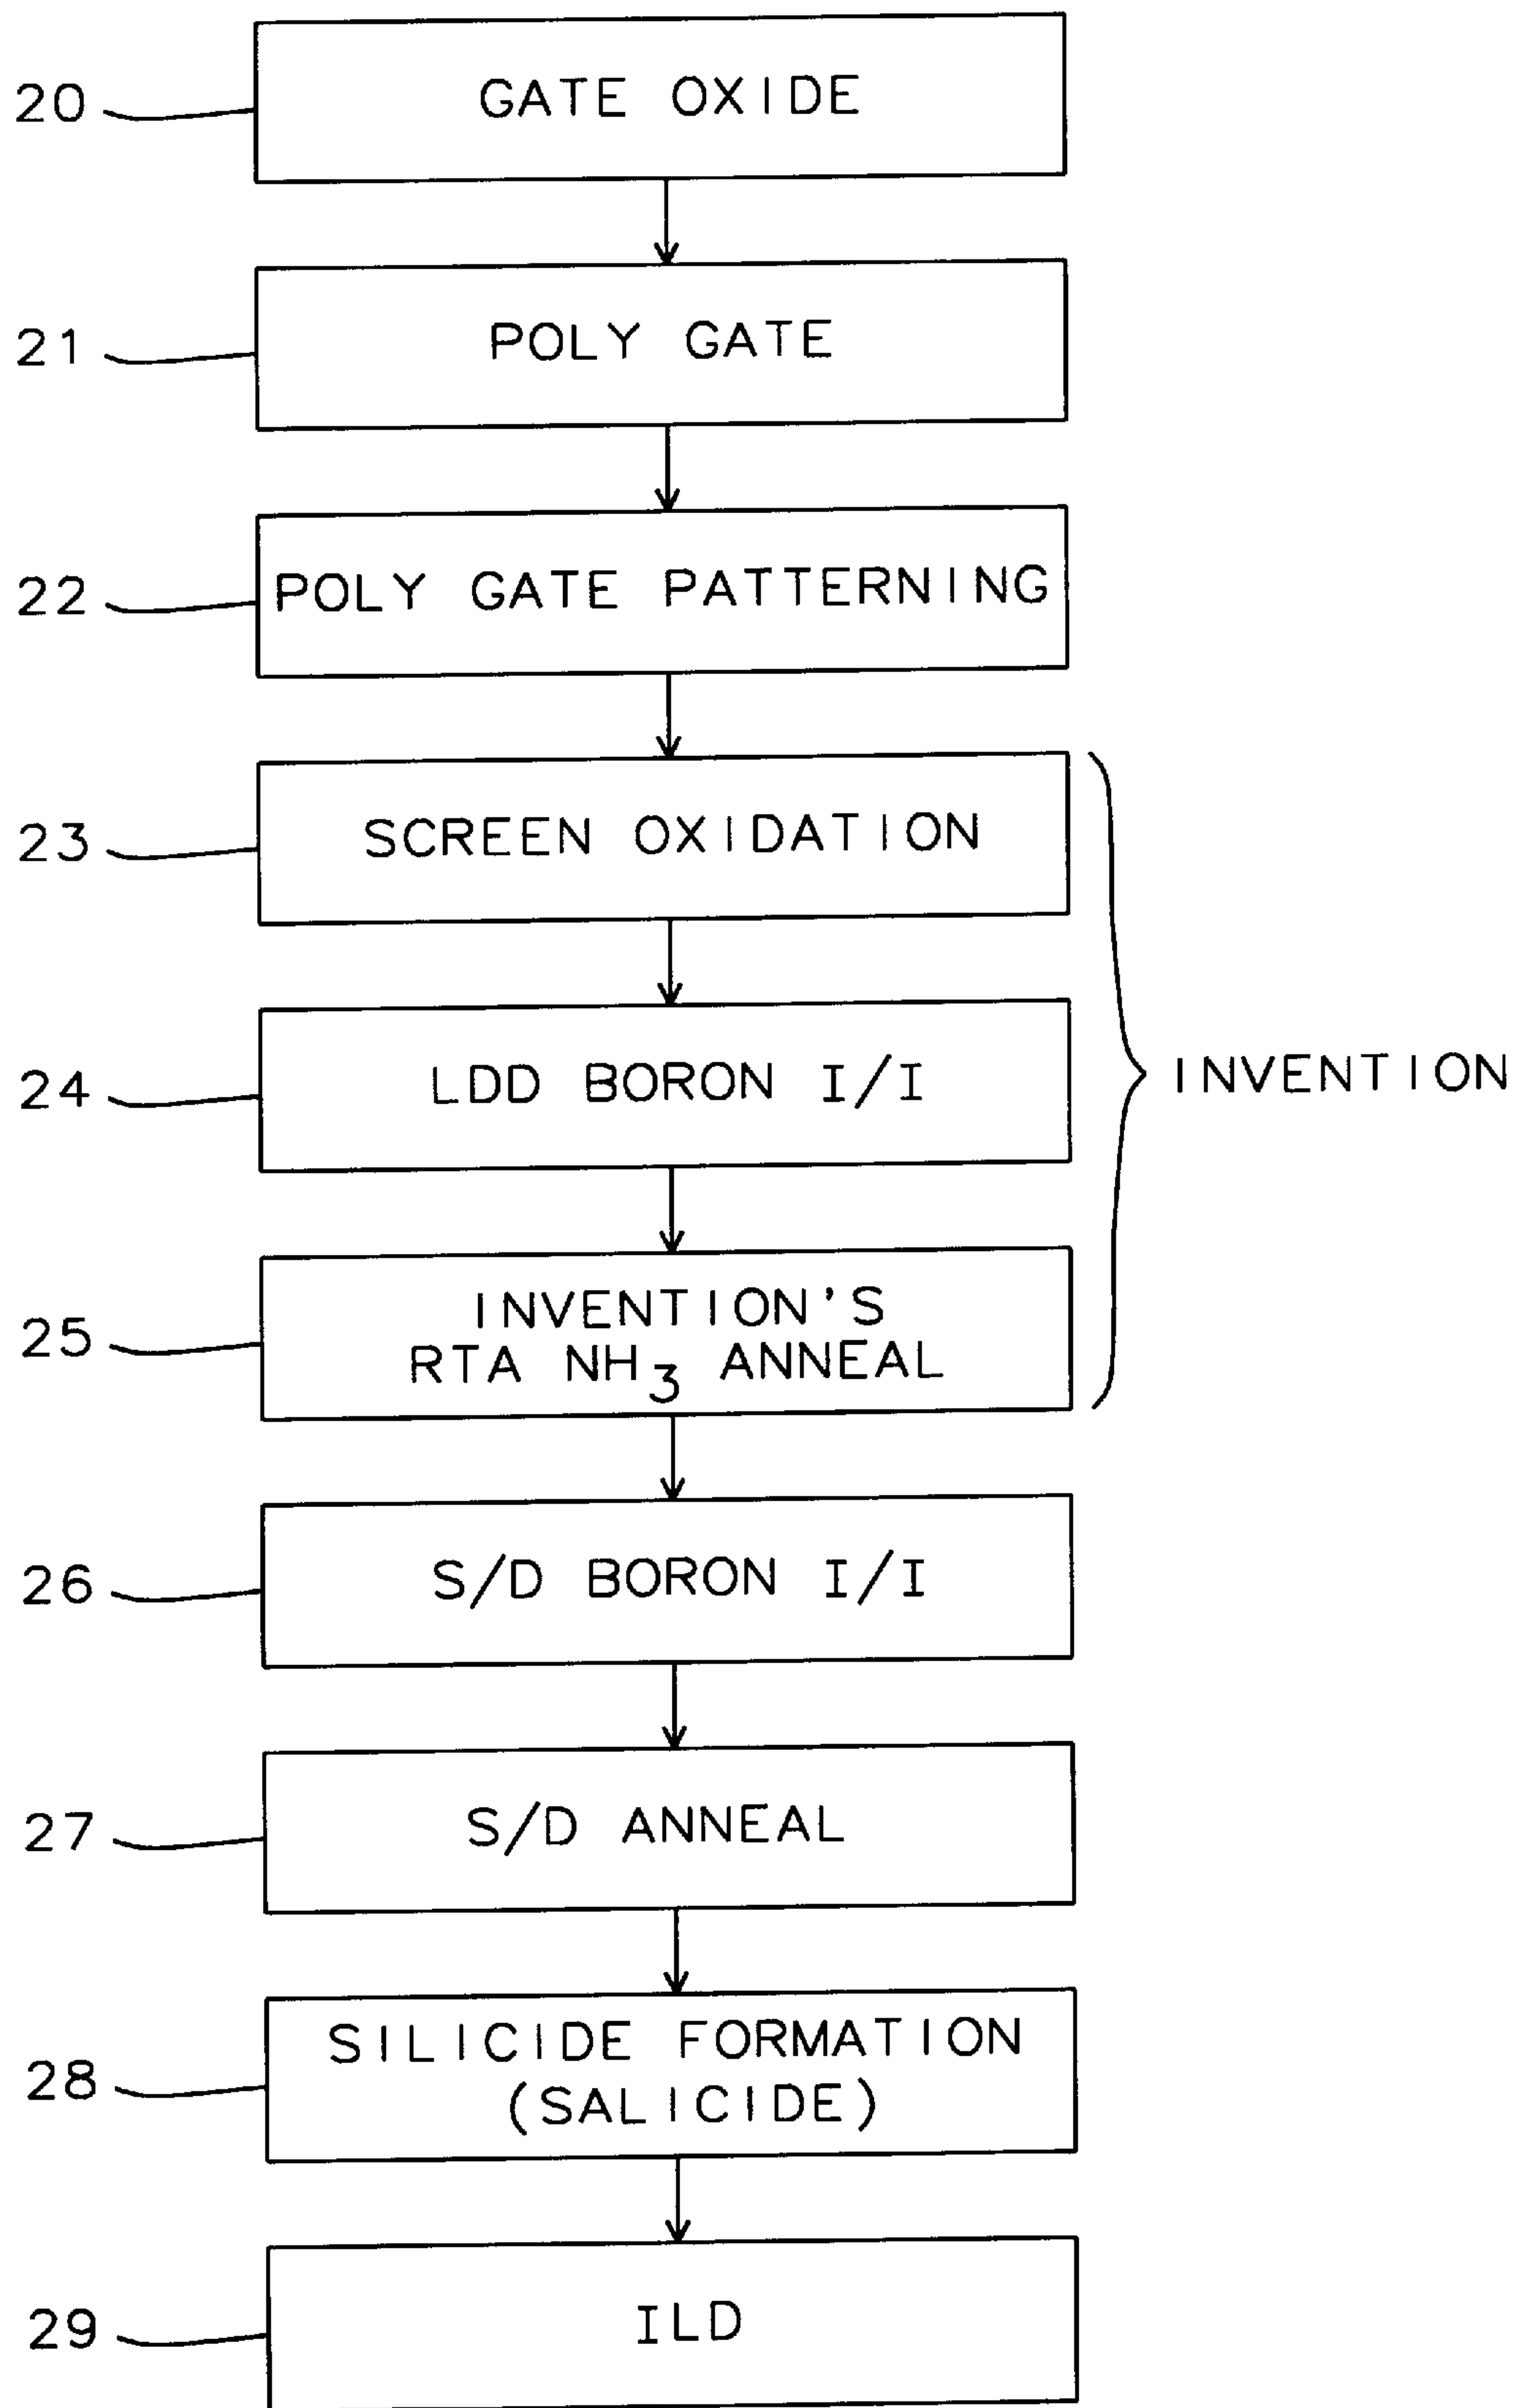 20 GATE OXIDE
21 POLY GATE
22 POLY GATE PATTERNING
23 SCREEN OXIDATION
24 LDD BORON I/I
INVENTION
25 INVENTION'S
RTA NH₃ ANNEAL
26 S/D BORON I/I
27 S/D ANNEAL
28 SILICIDE FORMATION
(SALICIDE)
29 ILD